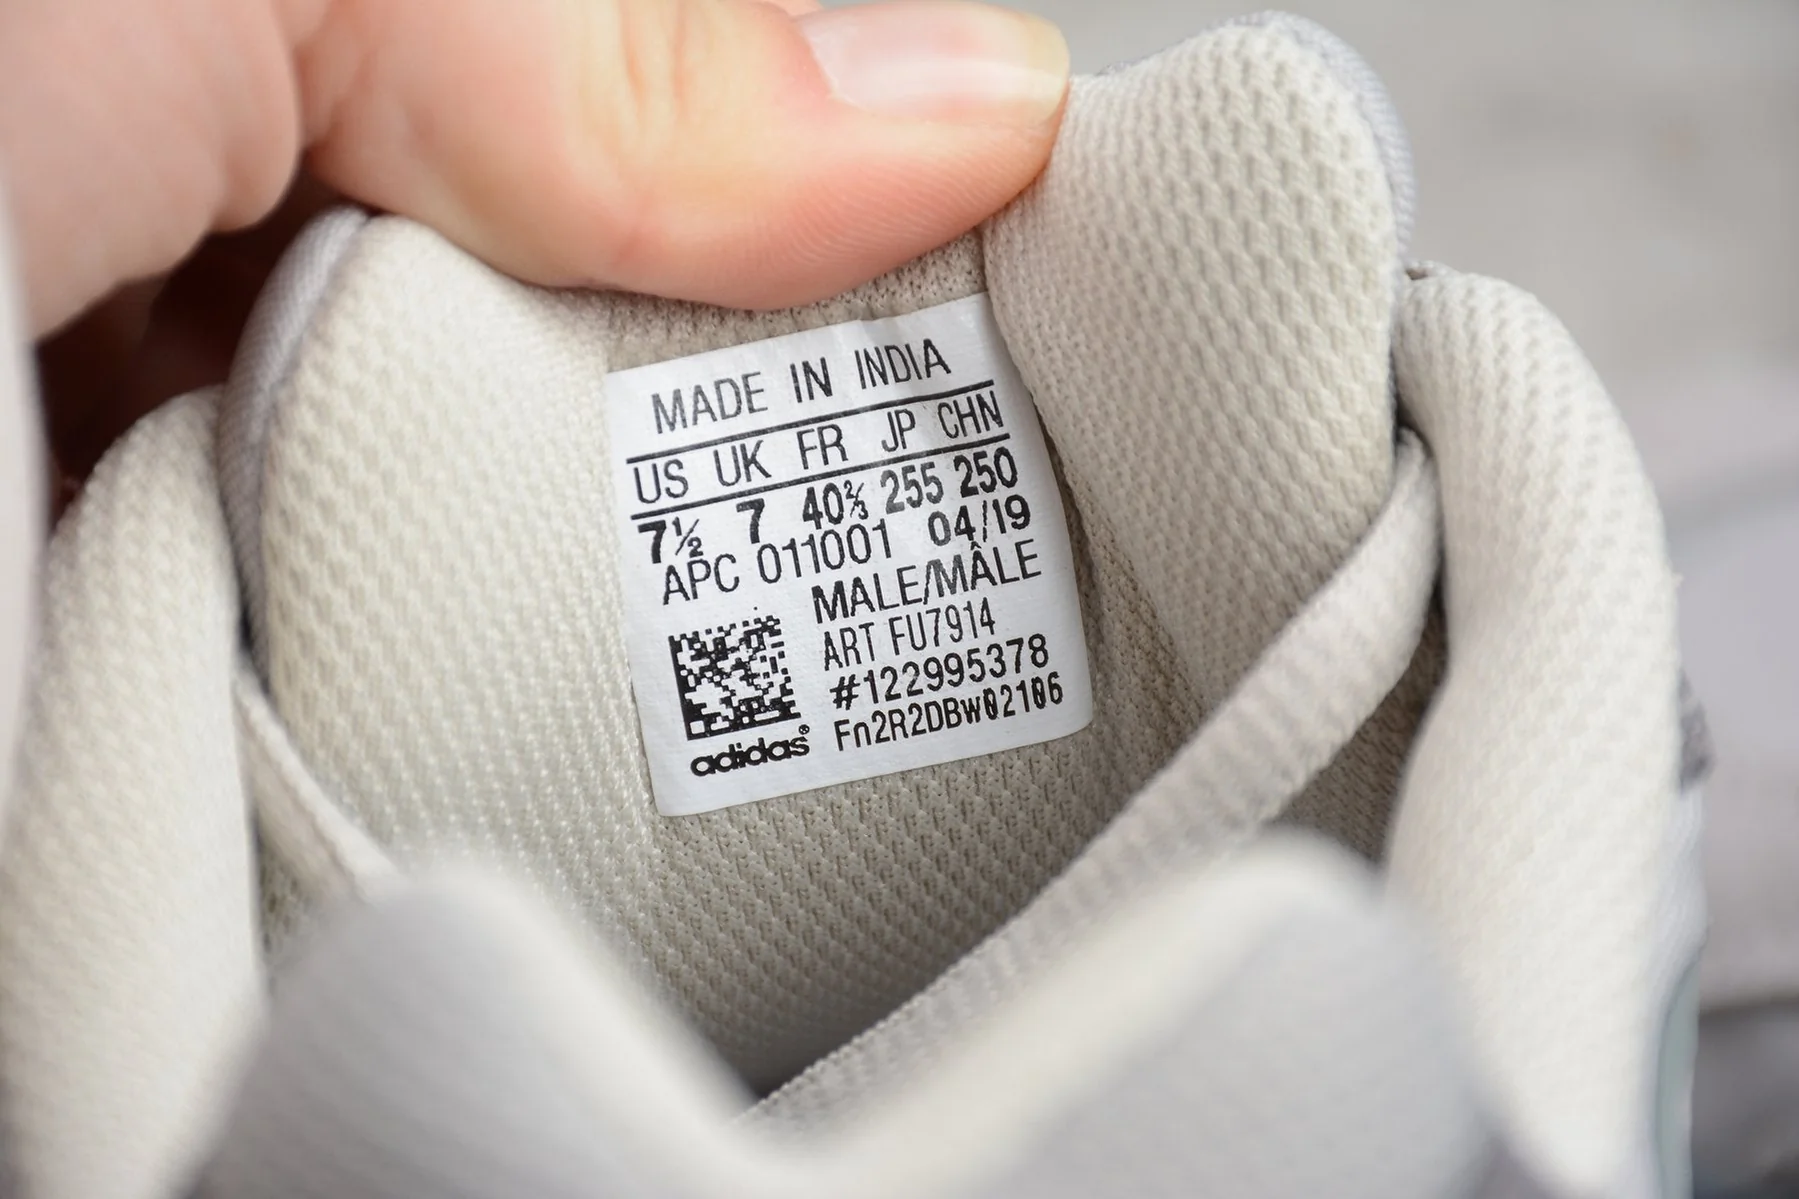 MADE IN INDIA
US UK FR JP CHN
7½ 7 40⅔ 255 250
APC 011001 04/19
MALE/MÂLE
ART FU7914
#122995378
Fn2R2DBw02106
adidas®